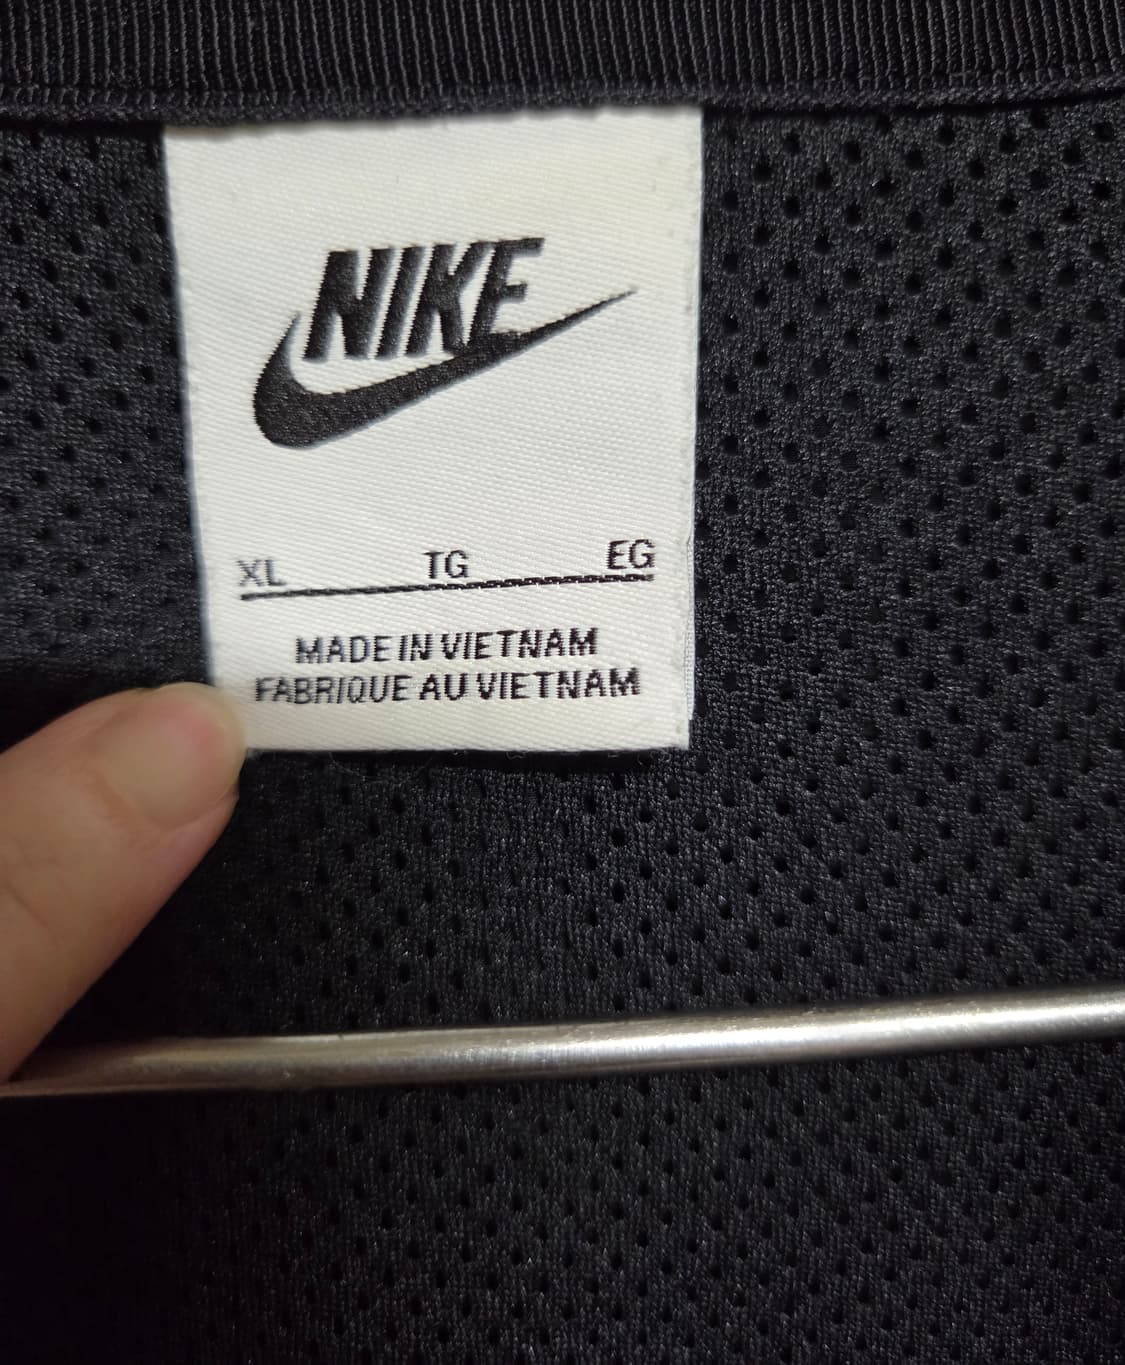 NIKE
XL TG EG
MADE IN VIETNAM
FABRIQUE AU VIETNAM